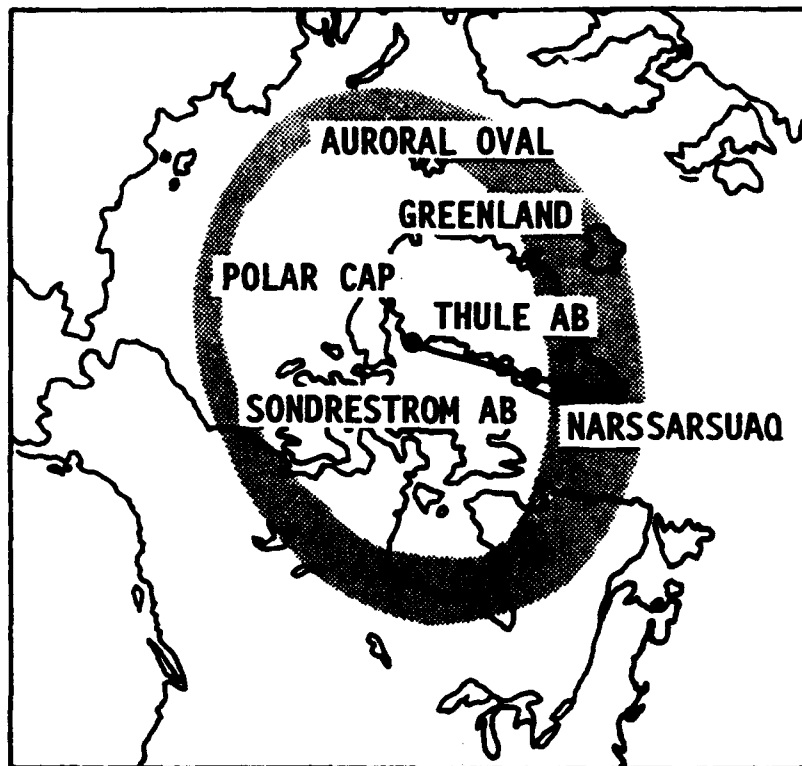 AURORAL OVAL
GREENLAND
POLAR CAP
THULE AB
SONDRESTROM AB
NARSSARSUAQ